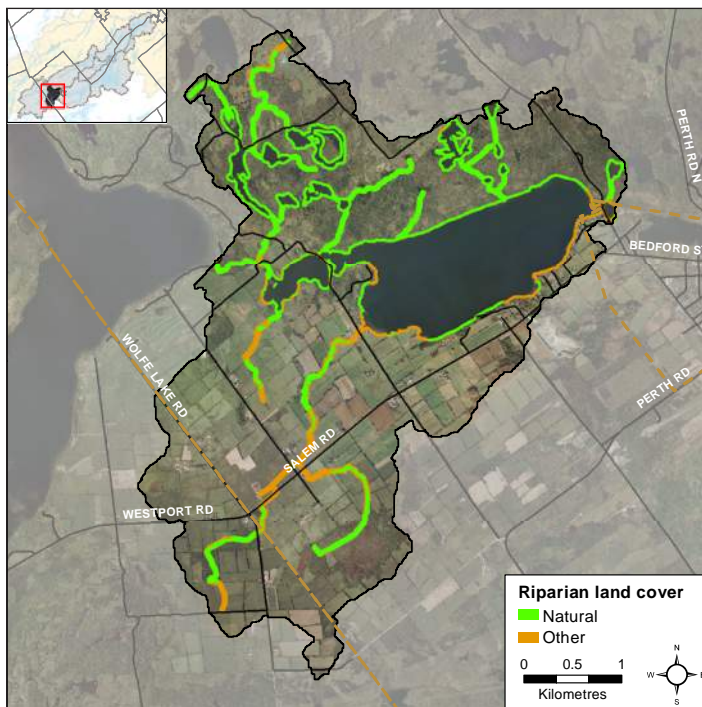 PERTH RD N
BEDFORD ST
WOLFE LAKE RD
PERTH RD
SALEM RD
WESTPORT RD
Riparian land cover
Natural
Other
0 0.5 1
Kilometres
N
W E
S